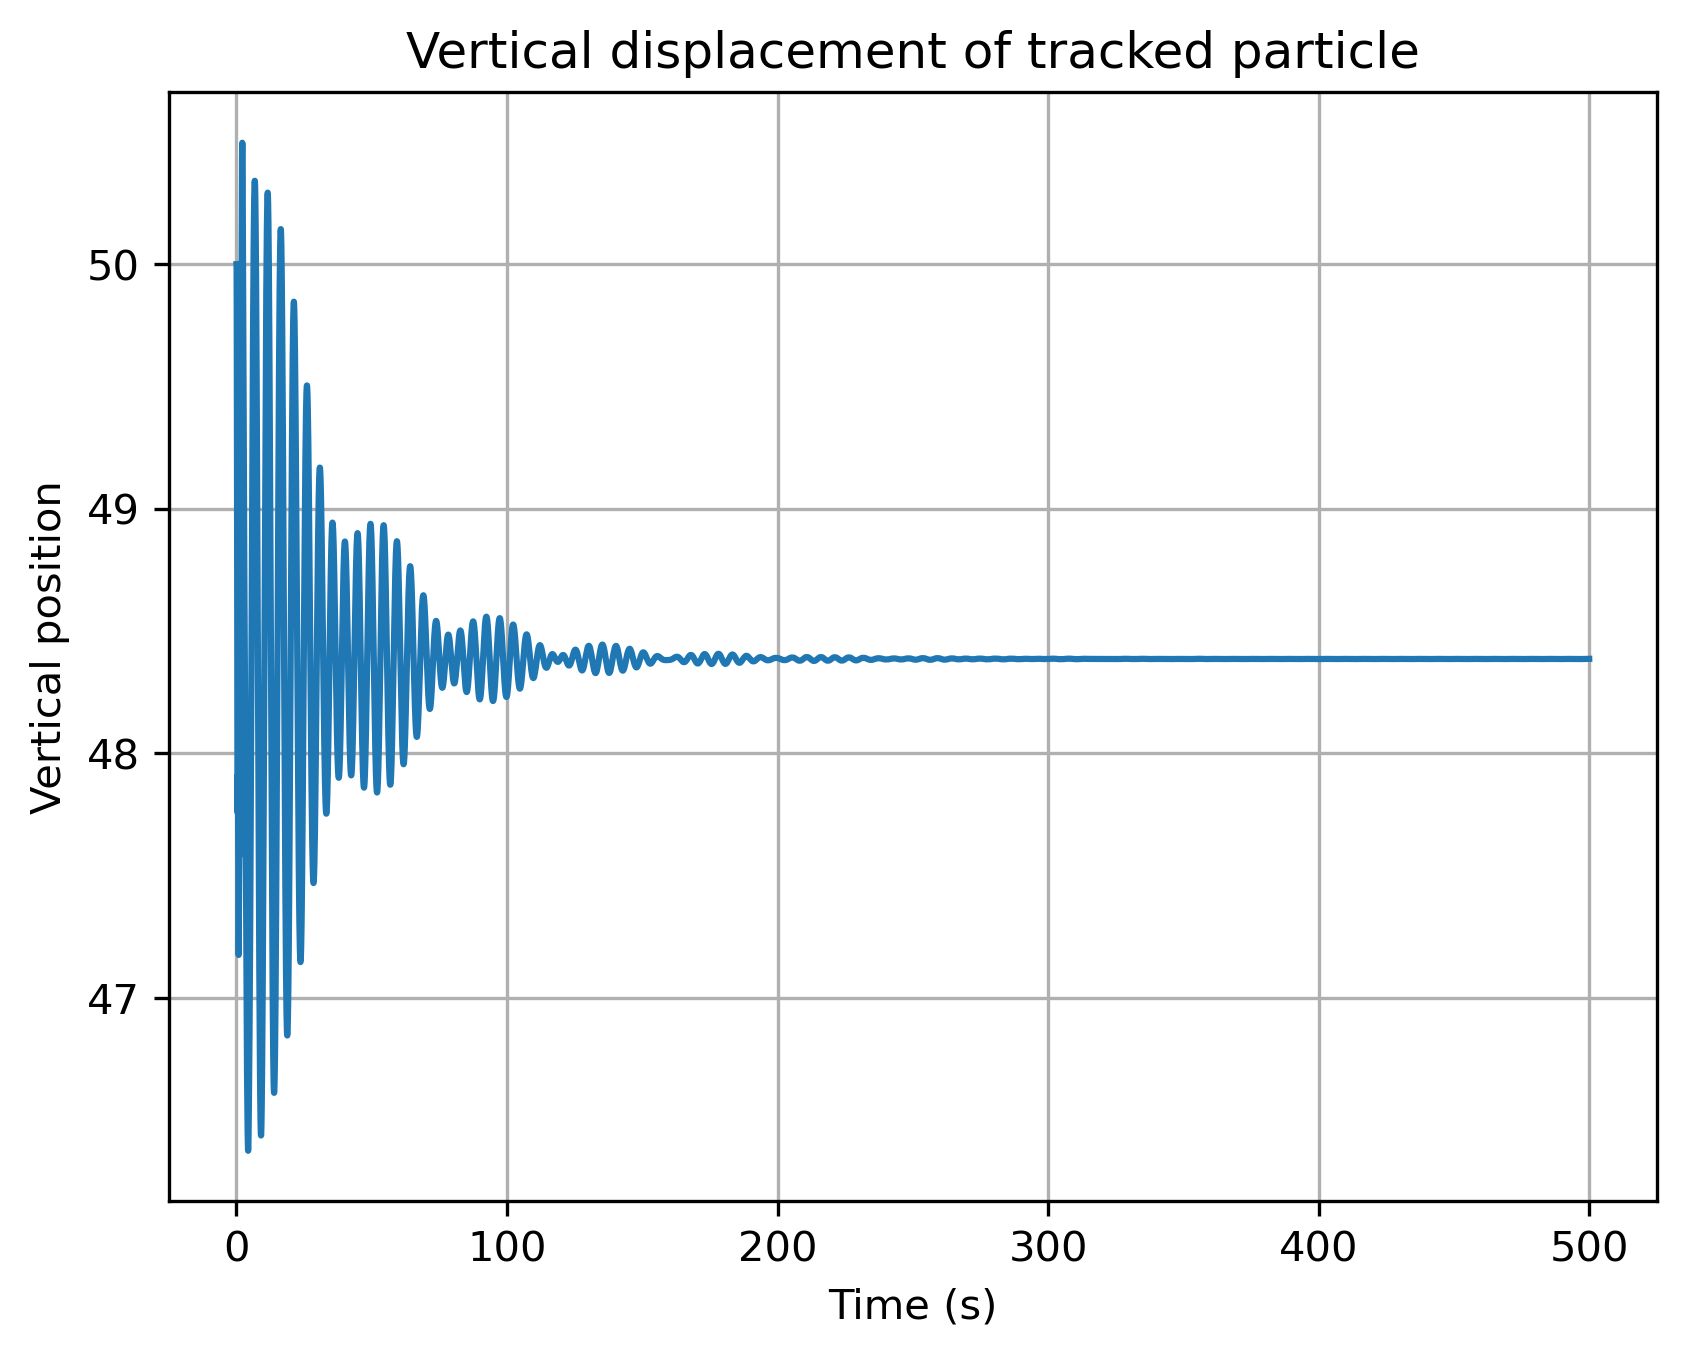 Vertical displacement of tracked particle
Vertical position
50
49
48
47
0 100 200 300 400 500
Time (s)